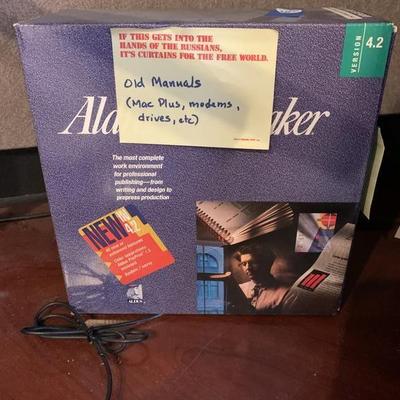 IF THIS GETS INTO THE
HANDS OF THE RUSSIANS,
IT'S CURTAINS FOR THE FREE WORLD.
Old Manuals
(Mac Plus, modems,
drives, etc)
VERSION 4.2
Ald aker
The most complete
work environment for
for professional
publishing—from
writing and design to
prepress production
NEW IN
4.2
ALDUS